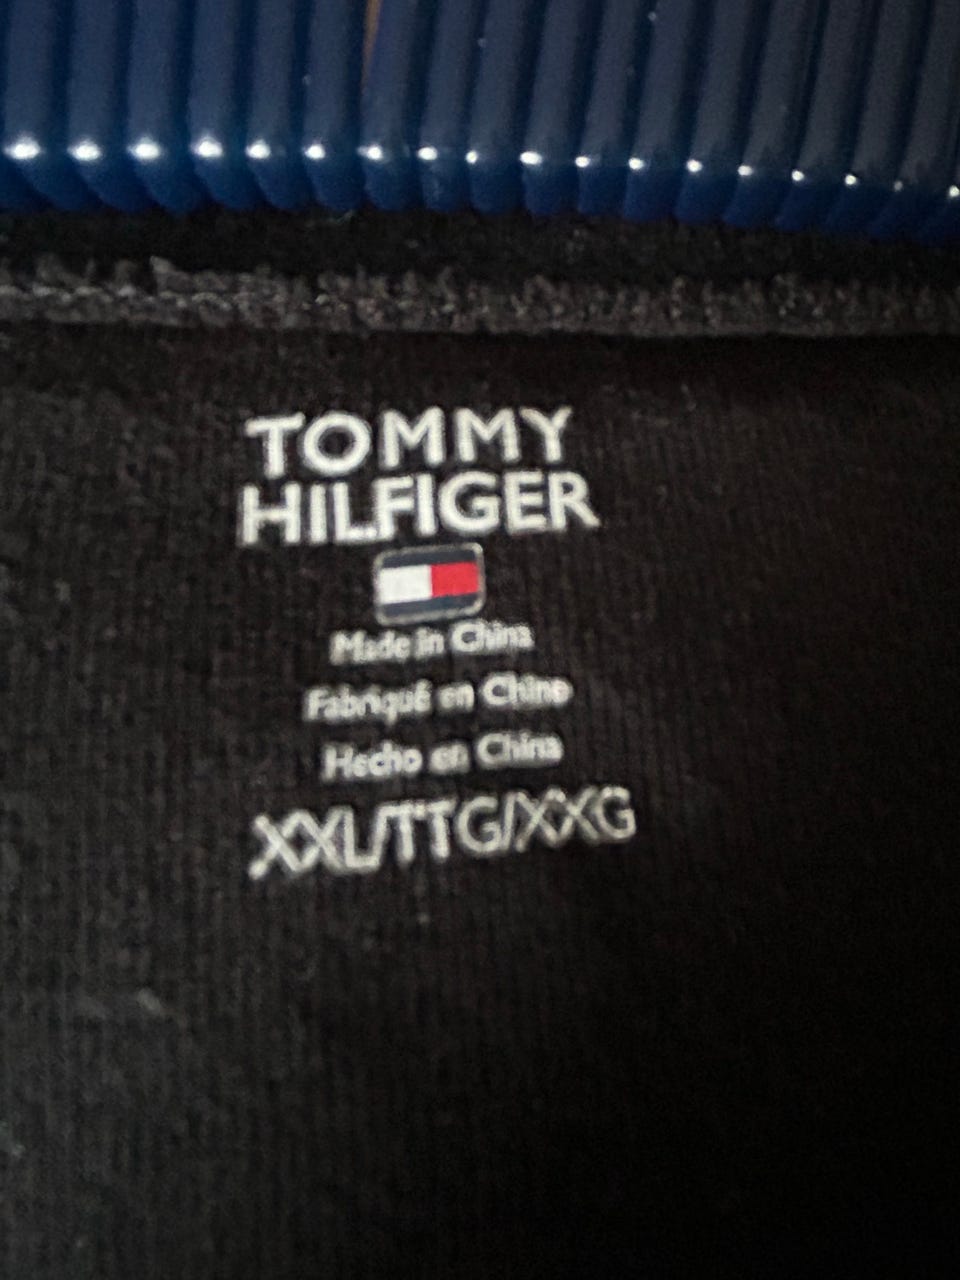 TOMMY
HILFIGER
Made in China
Fabriqué en Chine
Hecho en China
XXL/TTG/XXG